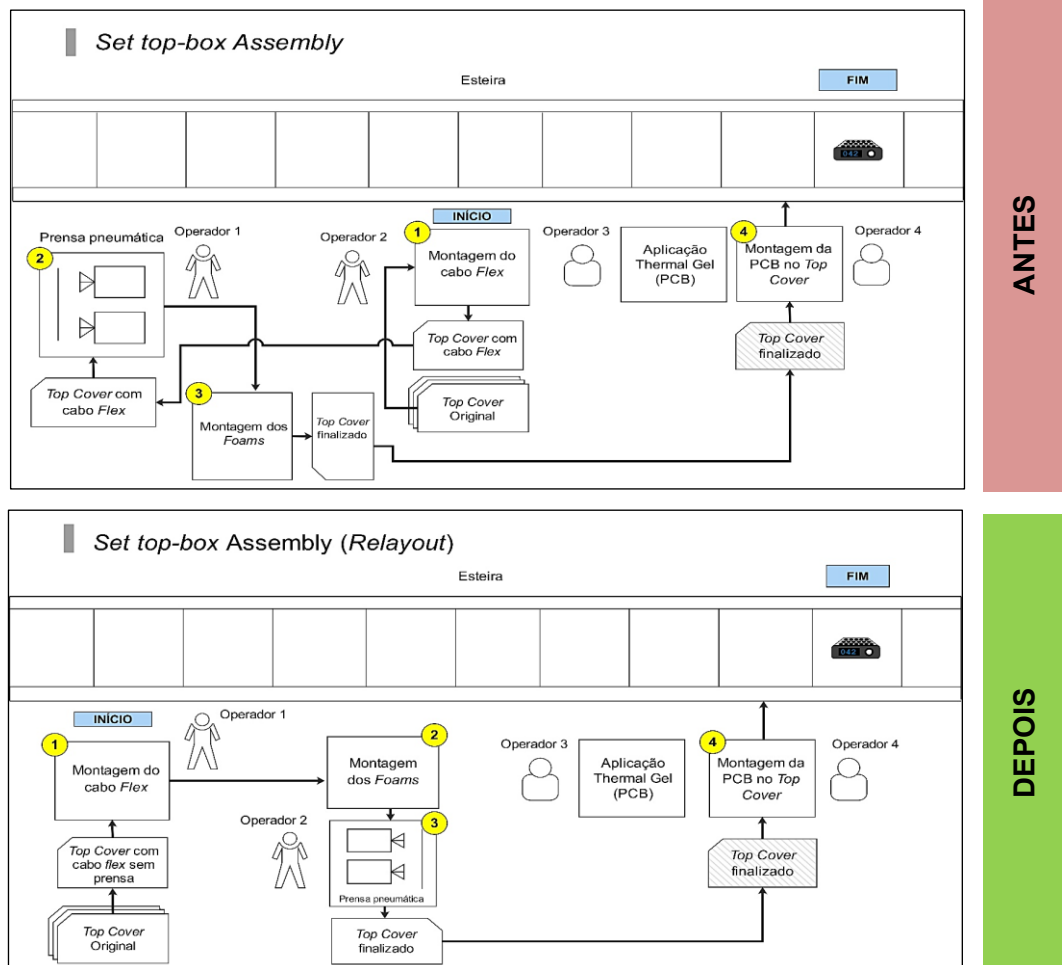 Set top-box Assembly
Esteira
FIM
042
INÍCIO
Prensa pneumática
Operador 1
Operador 2
1
Montagem do
cabo Flex
Operador 3
Aplicação
Thermal Gel
(PCB)
4
Montagem da
PCB no Top
Cover
Operador 4
2
Top Cover com
cabo Flex
Top Cover
finalizado
Top Cover com
cabo Flex
3
Montagem dos
Foams
Top Cover
finalizado
Top Cover
Original
ANTES
Set top-box Assembly (Relayout)
Esteira
FIM
042
INÍCIO
Operador 1
1
Montagem do
cabo Flex
2
Montagem
dos Foams
Operador 3
Aplicação
Thermal Gel
(PCB)
4
Montagem da
PCB no Top
Cover
Operador 4
Operador 2
3
Prensa pneumática
Top Cover com
cabo flex sem
prensa
Top Cover
finalizado
Top Cover
Original
Top Cover
finalizado
DEPOIS